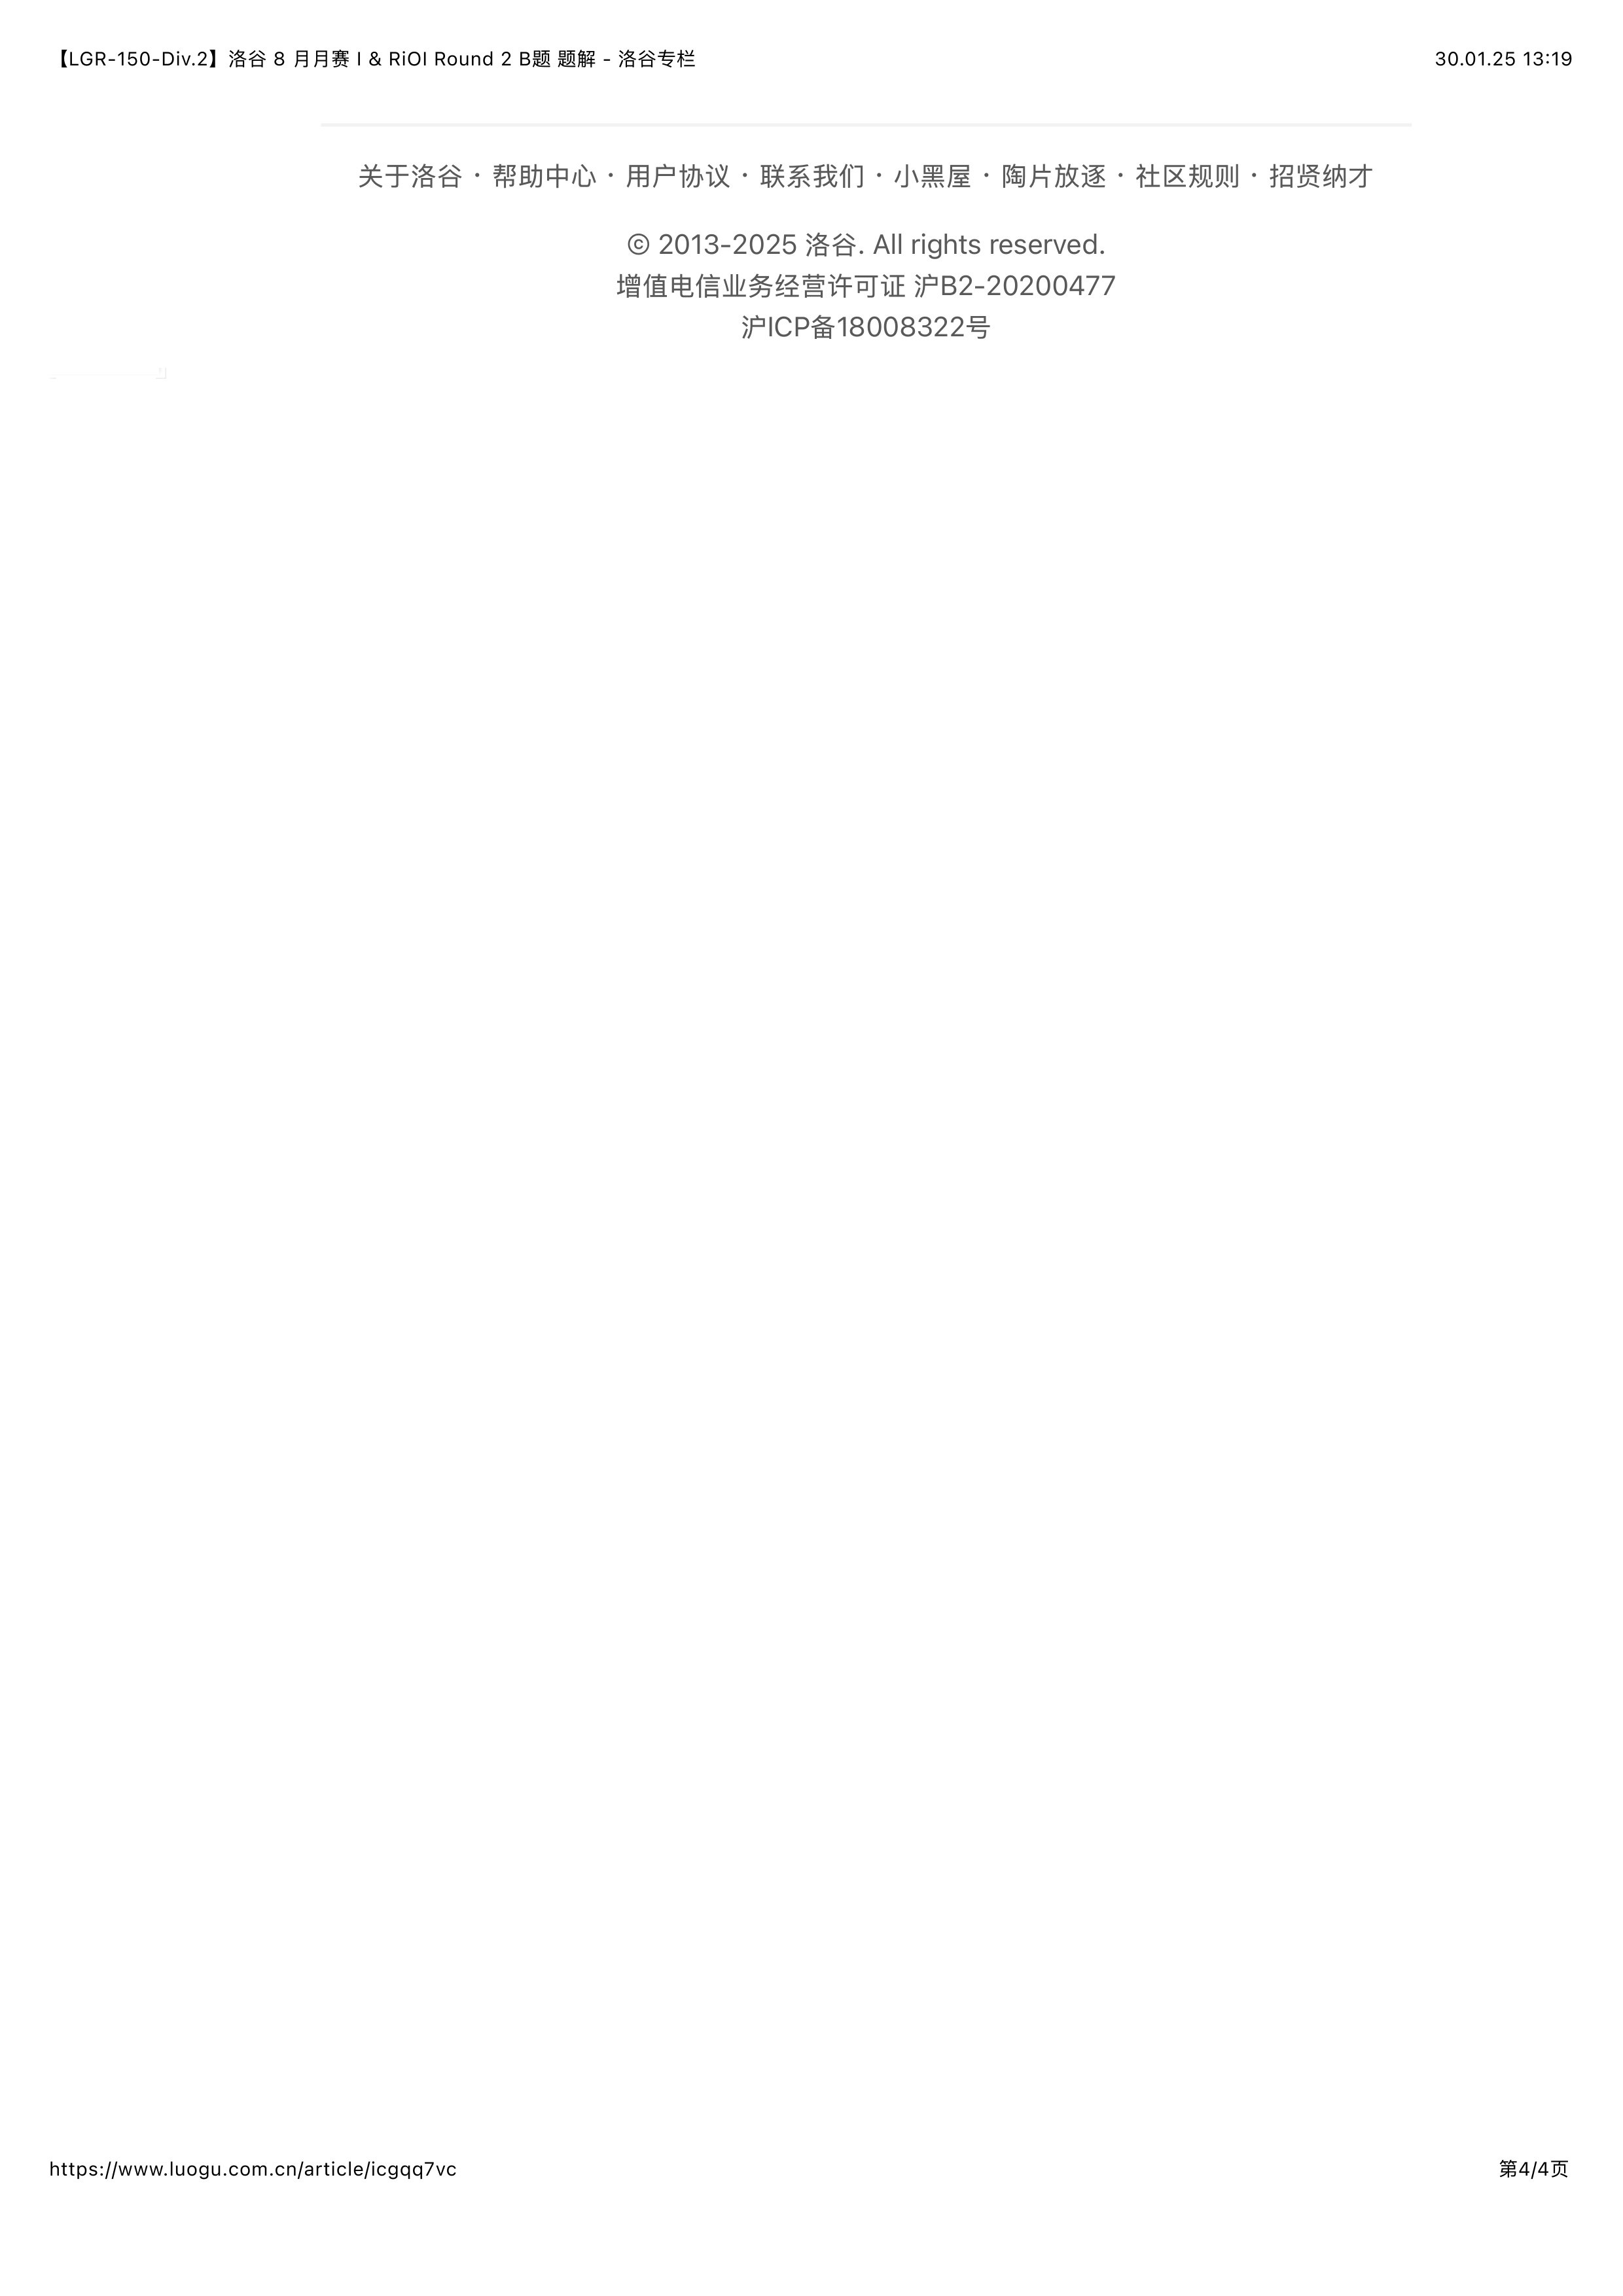 【LGR-150-Div.2】洛谷 8 月月赛 I & RiOI Round 2 B题 题解 - 洛谷专栏
30.01.25 13:19
关于洛谷 · 帮助中心 · 用户协议 · 联系我们 · 小黑屋 · 陶片放逐 · 社区规则 · 招贤纳才
© 2013-2025 洛谷. All rights reserved.
增值电信业务经营许可证 沪B2-20200477
沪ICP备18008322号
https://www.luogu.com.cn/article/icgqq7vc
第4/4页